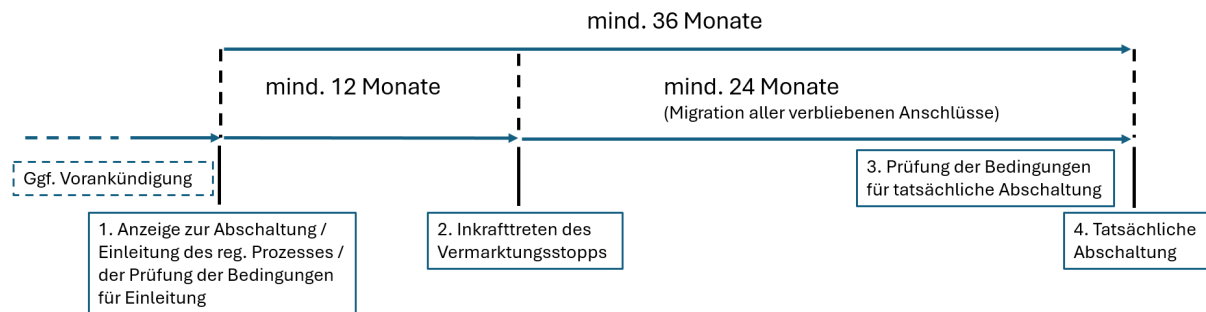 mind. 36 Monate
mind. 12 Monate
mind. 24 Monate
(Migration aller verbliebenen Anschlüsse)
Ggf. Vorankündigung
1. Anzeige zur Abschaltung /
Einleitung des reg. Prozesses /
der Prüfung der Bedingungen
für Einleitung
2. Inkrafttreten des
Vermarktungsstopps
3. Prüfung der Bedingungen
für tatsächliche Abschaltung
4. Tatsächliche
Abschaltung